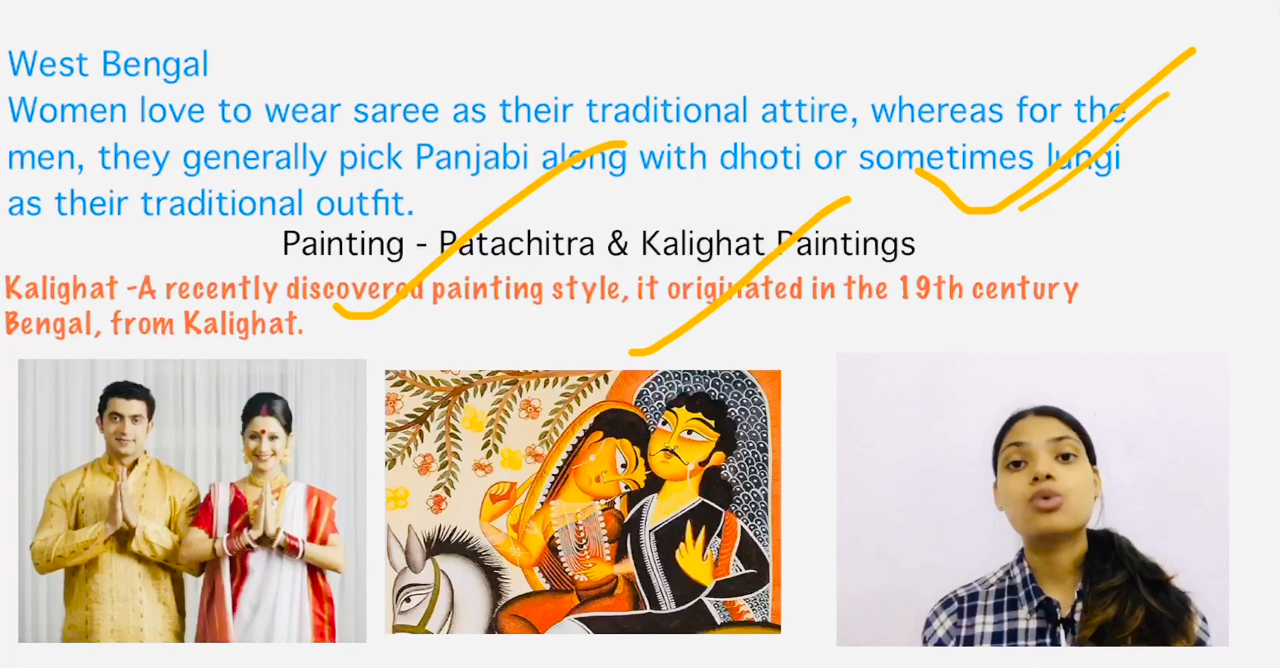 West Bengal
Women love to wear saree as their traditional attire, whereas for the
men, they generally pick Panjabi along with dhoti or sometimes lungi
as their traditional outfit.
Painting - Patachitra & Kalighat Paintings
Kalighat -A recently discovered painting style, it originated in the 19th century
Bengal, from Kalighat.